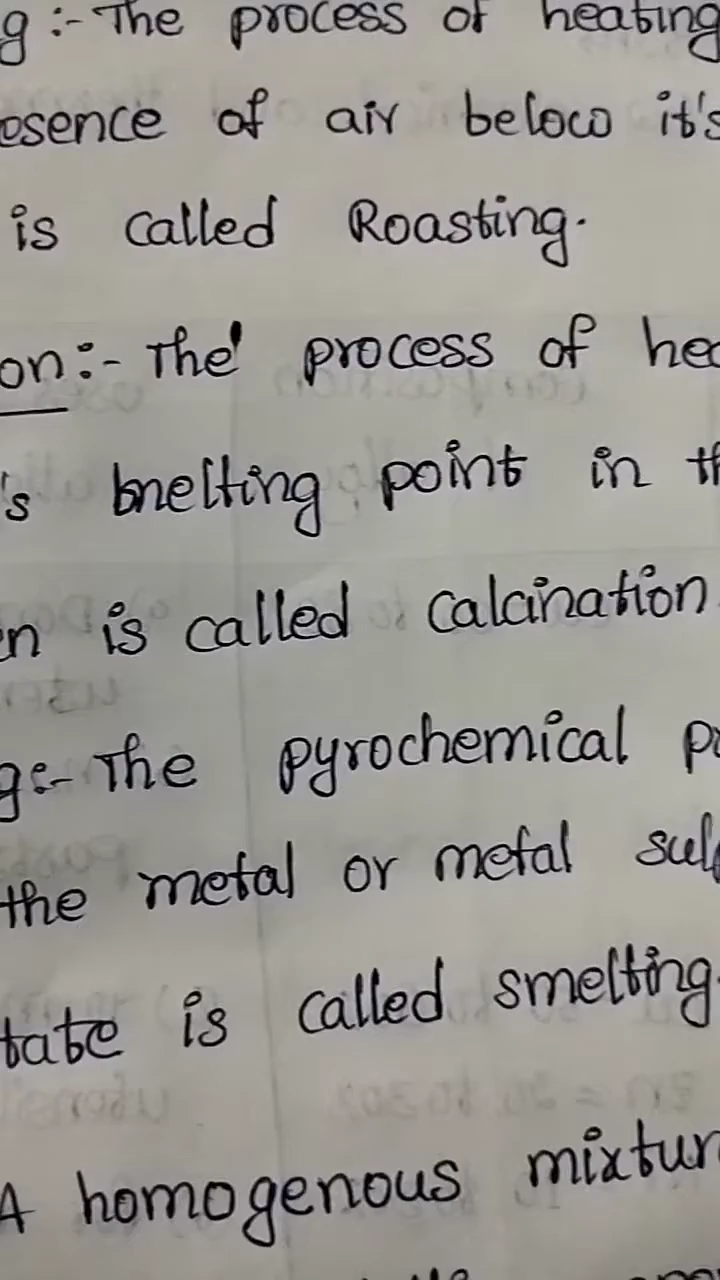 g :- The process of heating
esence of air below it's
is called Roasting.
on :- The process of hea
's melting point in th
en is called Calcination.
g :- The pyrochemical p
the metal or metal sul
tate is called smelting.
A homogenous mixtur